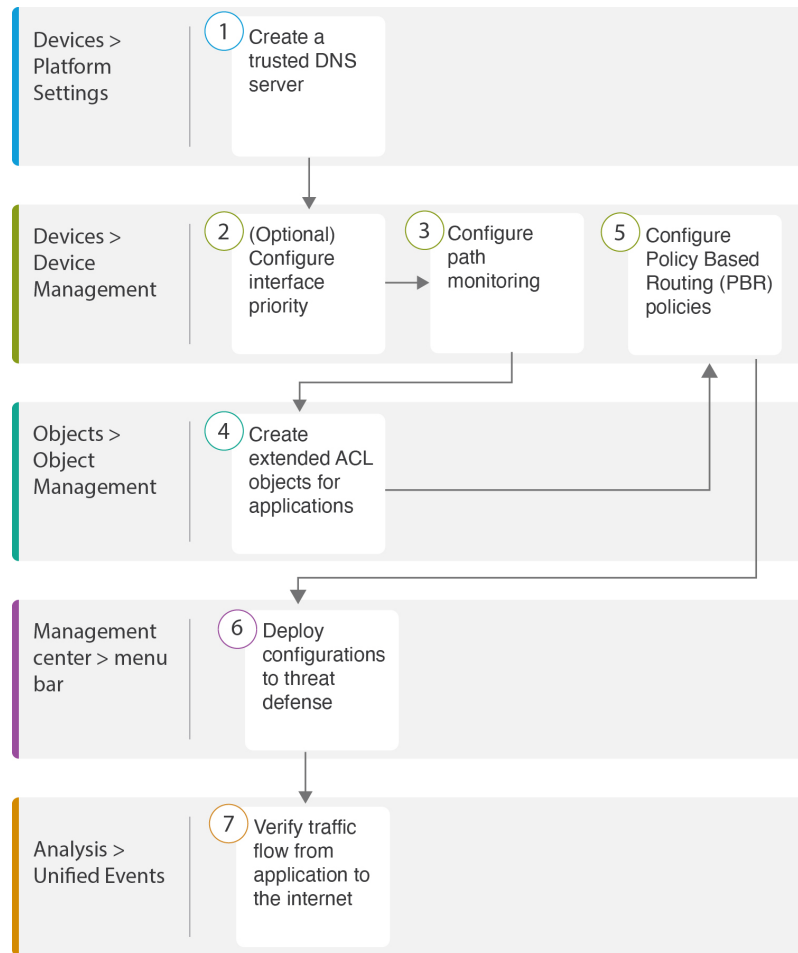 Devices >
Platform
Settings
1
Create a
trusted DNS
server
Devices >
Device
Management
2
(Optional)
Configure
interface
priority
3
Configure
path
monitoring
5
Configure
Policy Based
Routing (PBR)
policies
Objects >
Object
Management
4
Create
extended ACL
objects for
applications
Management
center > menu
bar
6
Deploy
configurations
to threat
defense
Analysis >
Unified Events
7
Verify traffic
flow from
application to
the internet